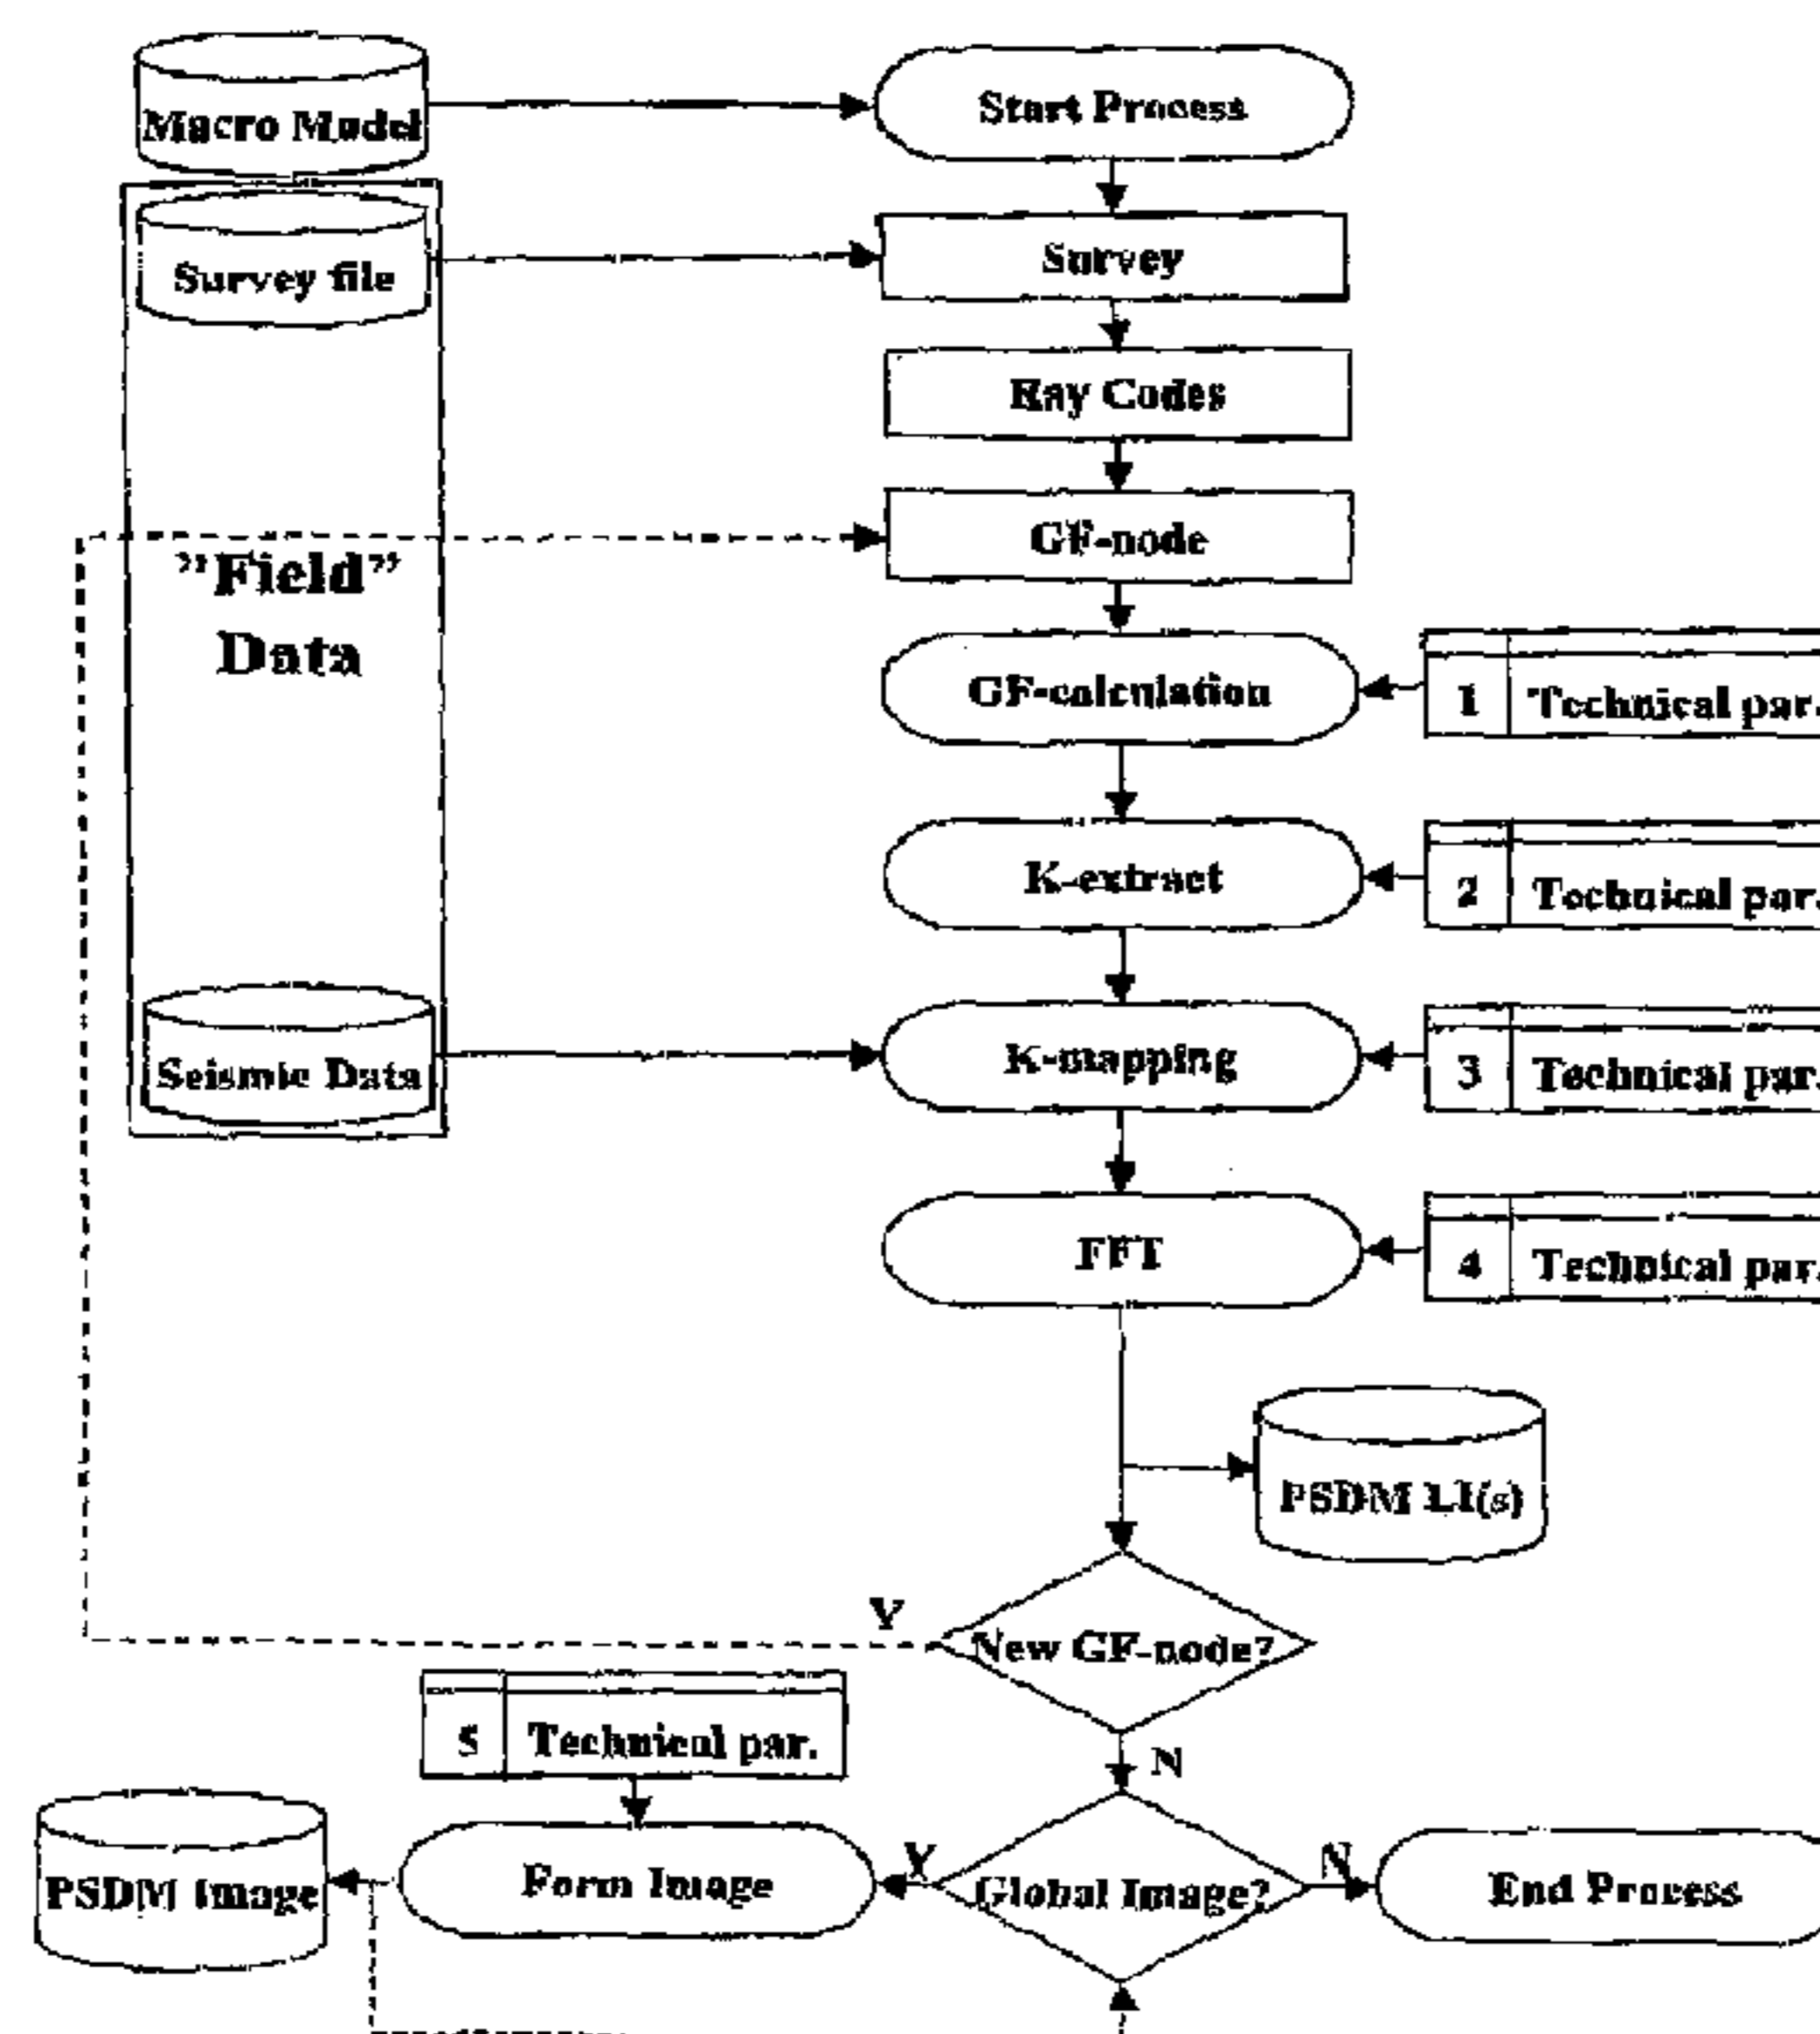 Macro Model
Start Process
Survey file
Survey
Ray Codes
GF-node
"Field"
Data
GF-calculation
1 Technical par.
K-extract
2 Technical par.
Seismic Data
K-mapping
3 Technical par.
FFT
4 Technical par.
PSDM LI(s)
Y
New GF-node?
5 Technical par.
N
PSDM Image
Form Image
Y
Global Image?
N
End Process